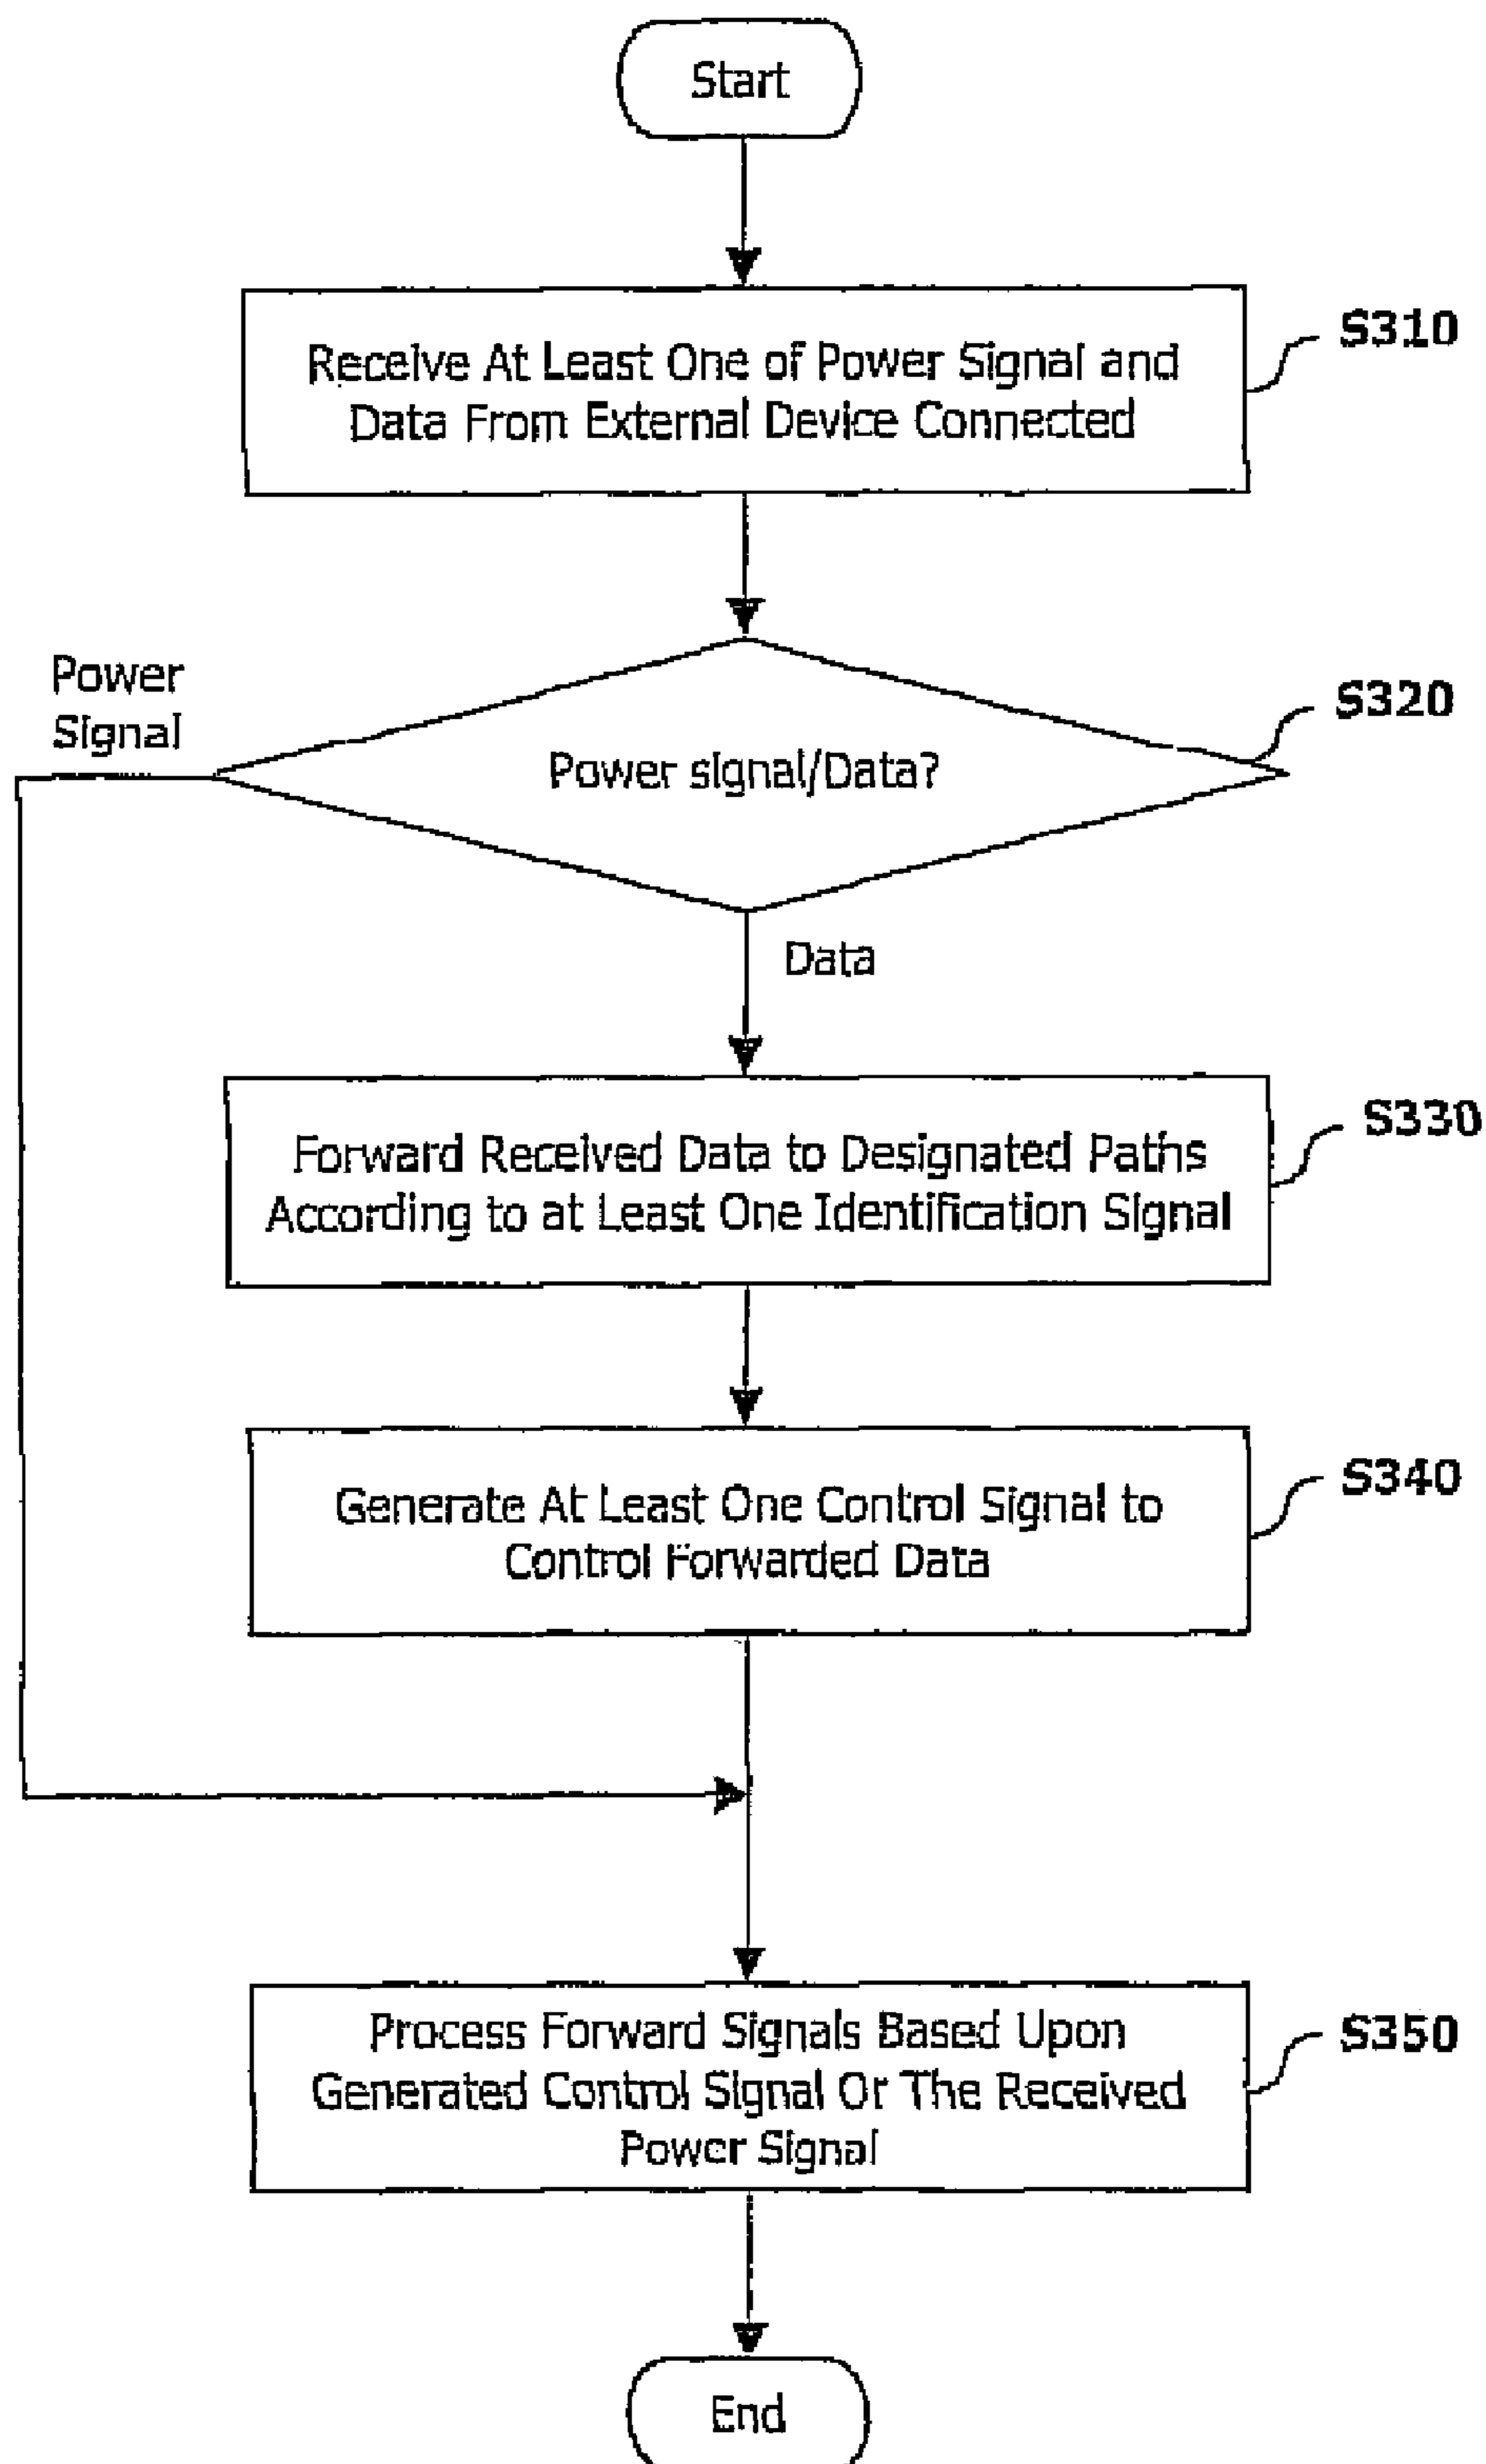 Start
Receive At Least One of Power Signal and
Data From External Device Connected
S310
Power
Signal
Power signal/Data?
S320
Data
Forward Received Data to Designated Paths
According to at Least One Identification Signal
S330
Generate At Least One Control Signal to
Control Forwarded Data
S340
Process Forward Signals Based Upon
Generated Control Signal Or The Received
Power Signal
S350
End